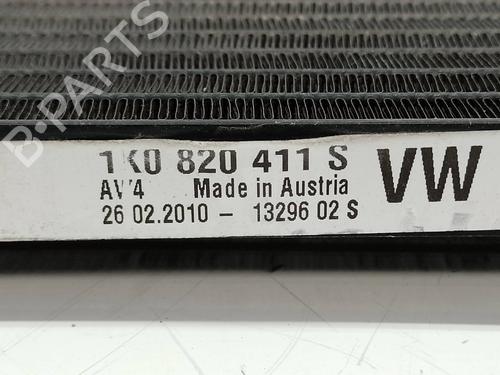 B-PARTS
1K0 820 411 S
AV4 Made in Austria
26 02.2010 – 13296 02 S
VW